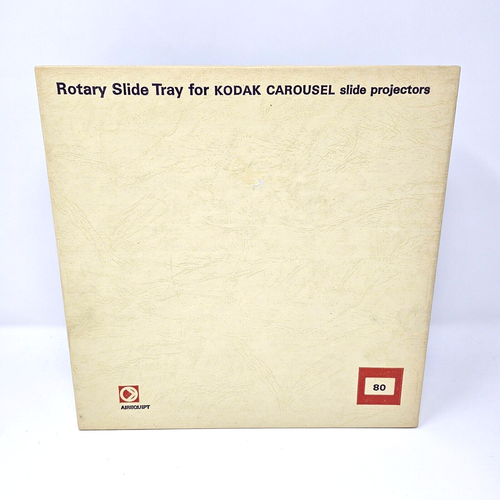 Rotary Slide Tray for KODAK CAROUSEL slide projectors
AIREQUIPT
80